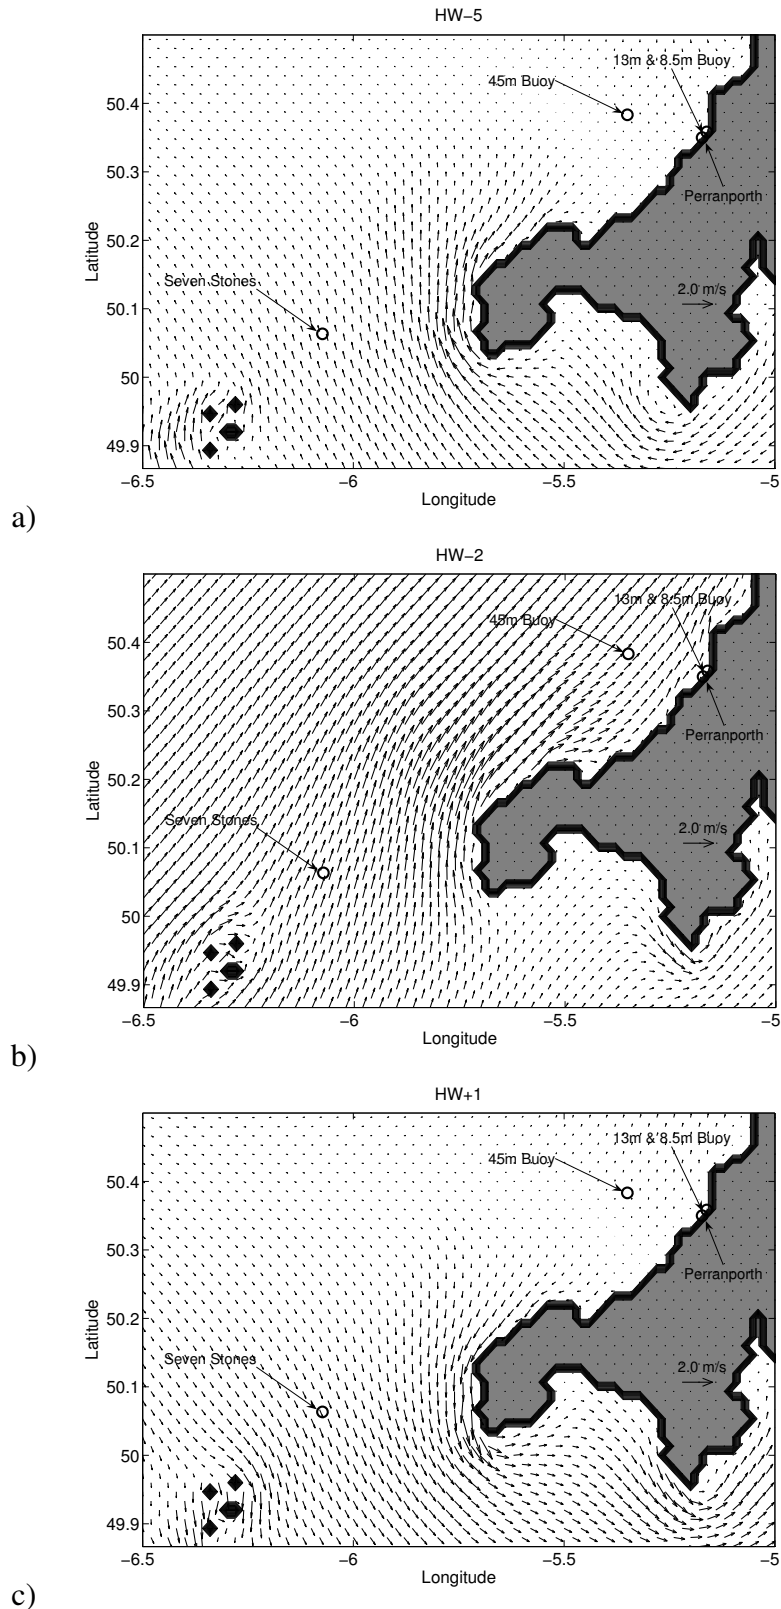 HW−5
13m & 8.5m Buoy
45m Buoy
50.4
50.3
Perranporth
50.2
Latitude
Seven Stones
2.0 m/s
50.1
50
49.9
−6.5
−6
−5.5
−5
Longitude
a)
HW−2
13m & 8.5m Buoy
45m Buoy
50.4
50.3
Perranporth
50.2
Latitude
Seven Stones
2.0 m/s
50.1
50
49.9
−6.5
−6
−5.5
−5
Longitude
b)
HW+1
13m & 8.5m Buoy
45m Buoy
50.4
50.3
Perranporth
50.2
Latitude
Seven Stones
2.0 m/s
50.1
50
49.9
−6.5
−6
−5.5
−5
Longitude
c)